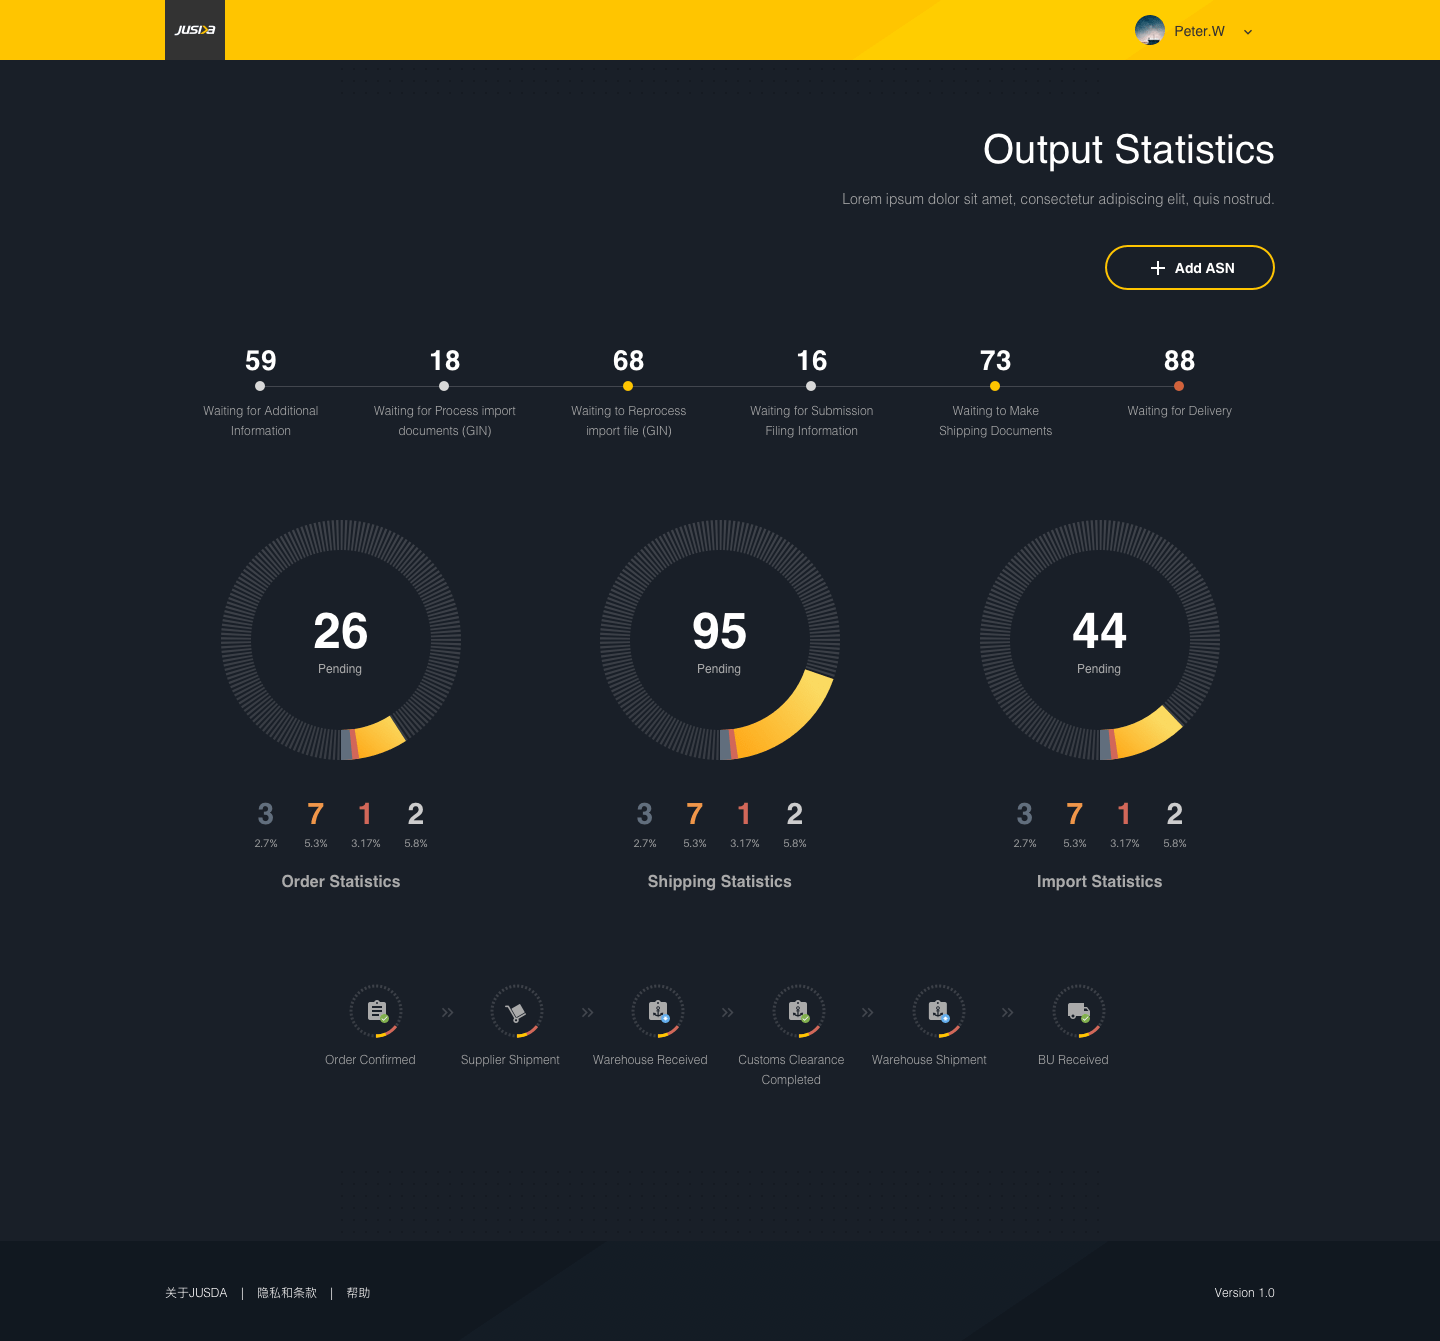 JUSDA
Peter.W
Output Statistics
Lorem ipsum dolor sit amet, consectetur adipiscing elit, quis nostrud.
Add ASN
59 18 68 16 73 88
Waiting for Additional Waiting for Process import Waiting to Reprocess Waiting for Submission Waiting to Make Waiting for Delivery
Information documents (GIN) import file (GIN) Filing Information Shipping Documents
26 95 44
Pending Pending Pending
3 7 1 2 3 7 1 2 3 7 1 2
2.7% 5.3% 3.17% 5.8% 2.7% 5.3% 3.17% 5.8% 2.7% 5.3% 3.17% 5.8%
Order Statistics Shipping Statistics Import Statistics
Order Confirmed Supplier Shipment Warehouse Received Customs Clearance Warehouse Shipment BU Received
Completed
关于JUSDA | 隐私和条款 | 帮助 Version 1.0